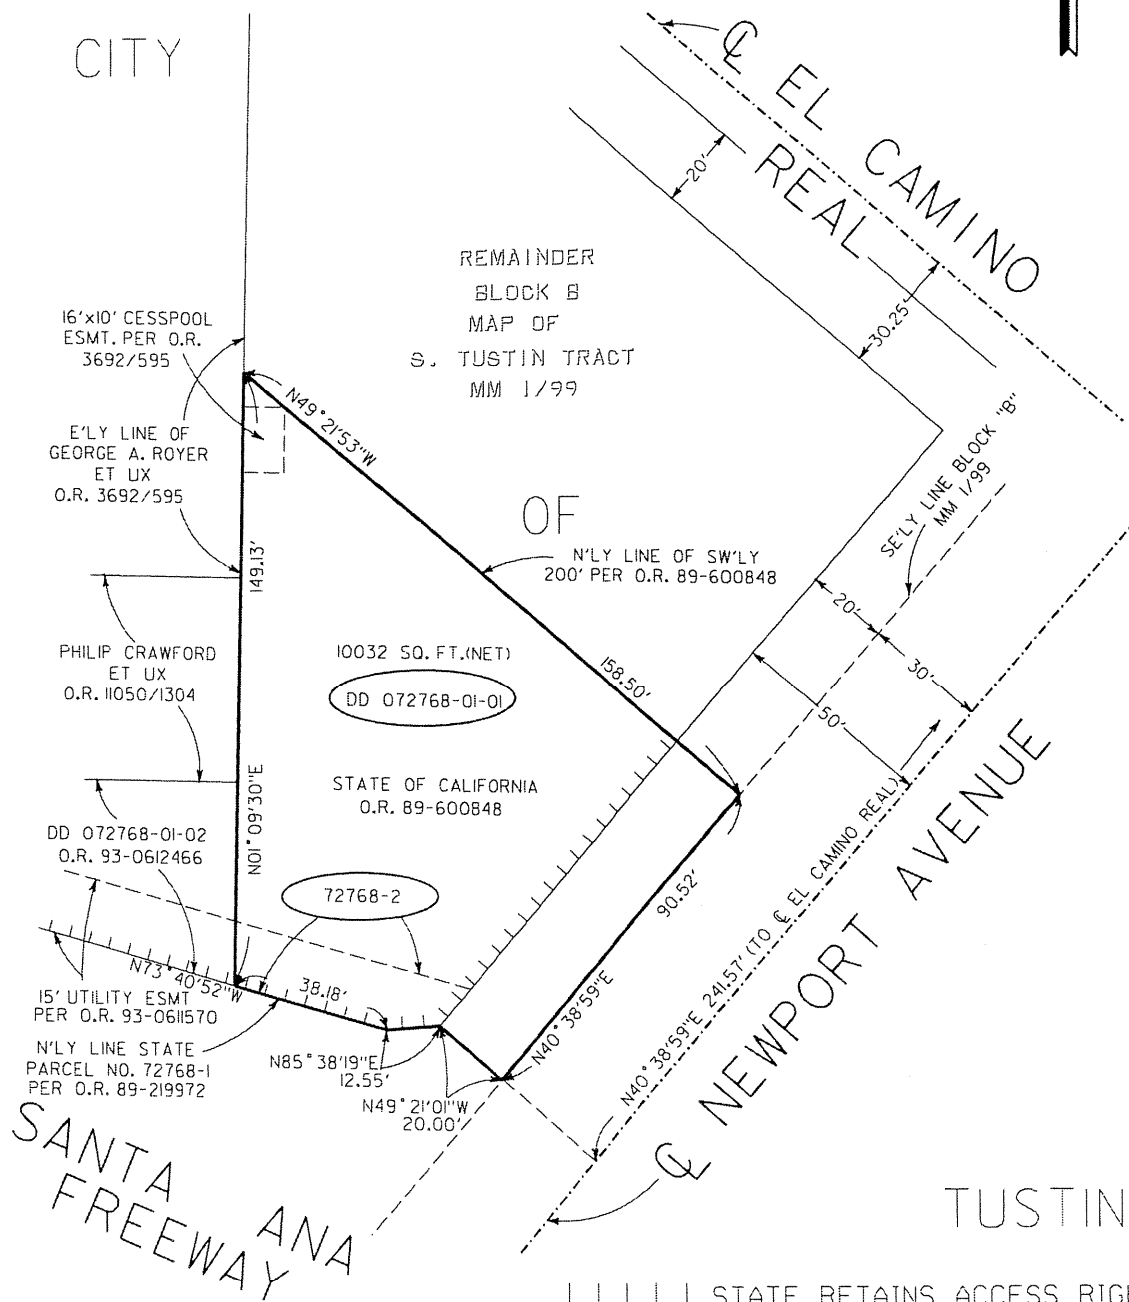 CITY
℄ EL CAMINO
REAL
20'
30.25'
REMAINDER
BLOCK B
MAP OF
S. TUSTIN TRACT
MM 1/99
16'x10' CESSPOOL
ESMT. PER O.R.
3692/595
N49°21'53"W
E'LY LINE OF
GEORGE A. ROYER
ET UX
O.R. 3692/595
SE'LY LINE BLOCK "B"
MM 1/99
OF
N'LY LINE OF SW'LY
200' PER O.R. 89-600848
149.13'
20'
30'
50'
PHILIP CRAWFORD
ET UX
O.R. 11050/1304
10032 SQ. FT.(NET)
DD 072768-01-01
158.50'
STATE OF CALIFORNIA
O.R. 89-600848
N01°09'30"E
DD 072768-01-02
O.R. 93-0612466
72768-2
90.52'
N40°38'59"E
N40°38'59"E 241.57' (TO ℄ EL CAMINO REAL)
℄ NEWPORT AVENUE
N73°40'52"W
38.18'
15' UTILITY ESMT
PER O.R. 93-0611570
N'LY LINE STATE
PARCEL NO. 72768-1
PER O.R. 89-219972
N85°38'19"E
12.55'
N49°21'01"W
20.00'
SANTA ANA
FREEWAY
TUSTIN
STATE RETAINS ACCESS RIG